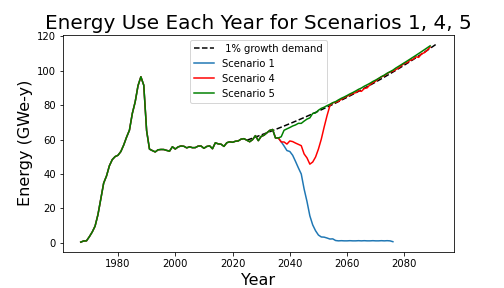 Energy Use Each Year for Scenarios 1, 4, 5
120
100
80
60
40
20
0
Energy (GWe-y)
1% growth demand
Scenario 1
Scenario 4
Scenario 5
1980
2000
2020
2040
2060
2080
Year